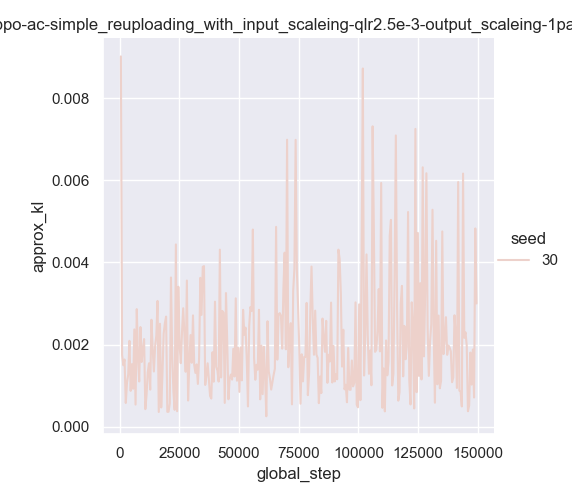 ppo-ac-simple_reuploading_with_input_scaleing-qlr2.5e-3-output_scaleing-1pa
0.008
0.006
0.004
0.002
0.000
approx_kl
0 25000 50000 75000 100000 125000 150000
global_step
seed
30